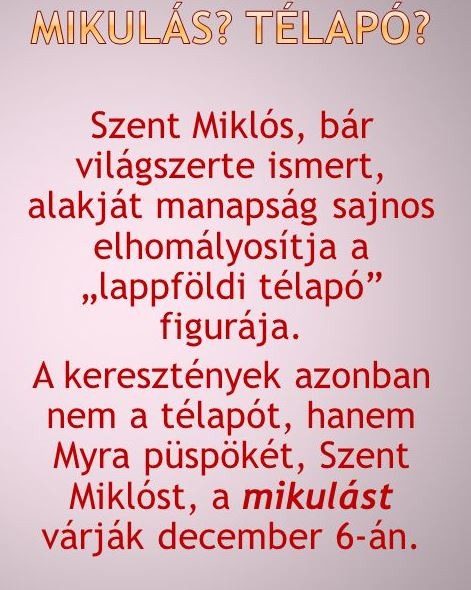 MIKULÁS? TÉLAPÓ?
Szent Miklós, bár
világszerte ismert,
alakját manapság sajnos
elhomályosítja a
„lappföldi télapó”
figurája.
A keresztények azonban
nem a télapót, hanem
Myra püspökét, Szent
Miklóst, a mikulást
várják december 6-án.